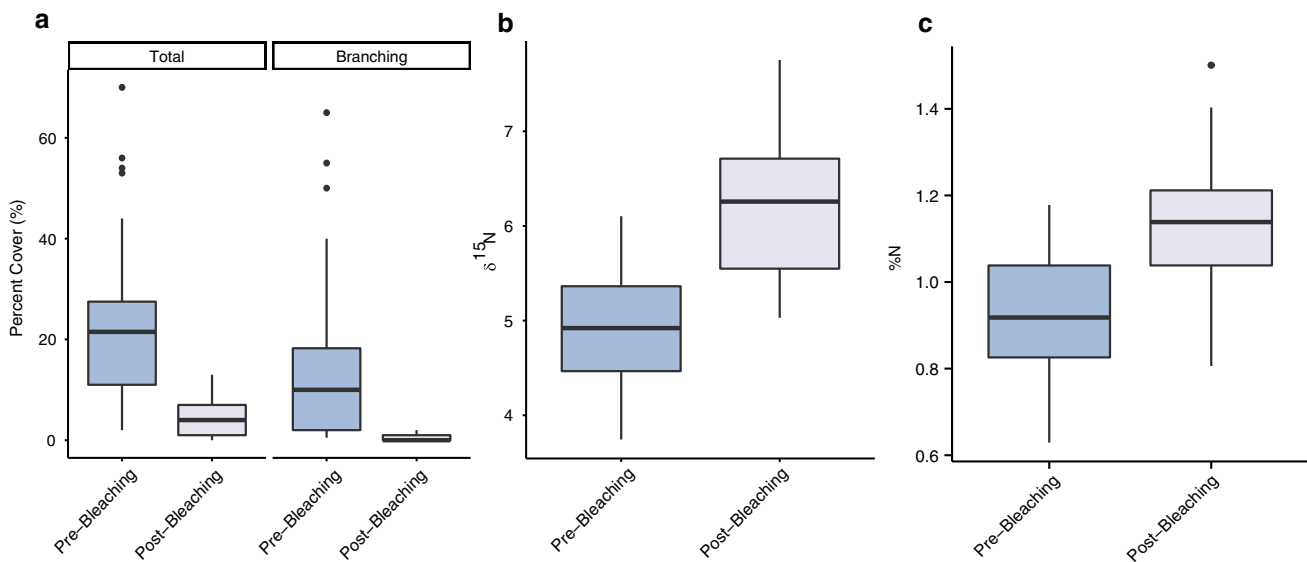 a
Total
Branching
Percent Cover (%)
60
40
20
0
Pre−Bleaching
Post−Bleaching
Pre−Bleaching
Post−Bleaching
b
δ 15N
7
6
5
4
Pre−Bleaching
Post−Bleaching
c
%N
1.4
1.2
1.0
0.8
0.6
Pre−Bleaching
Post−Bleaching